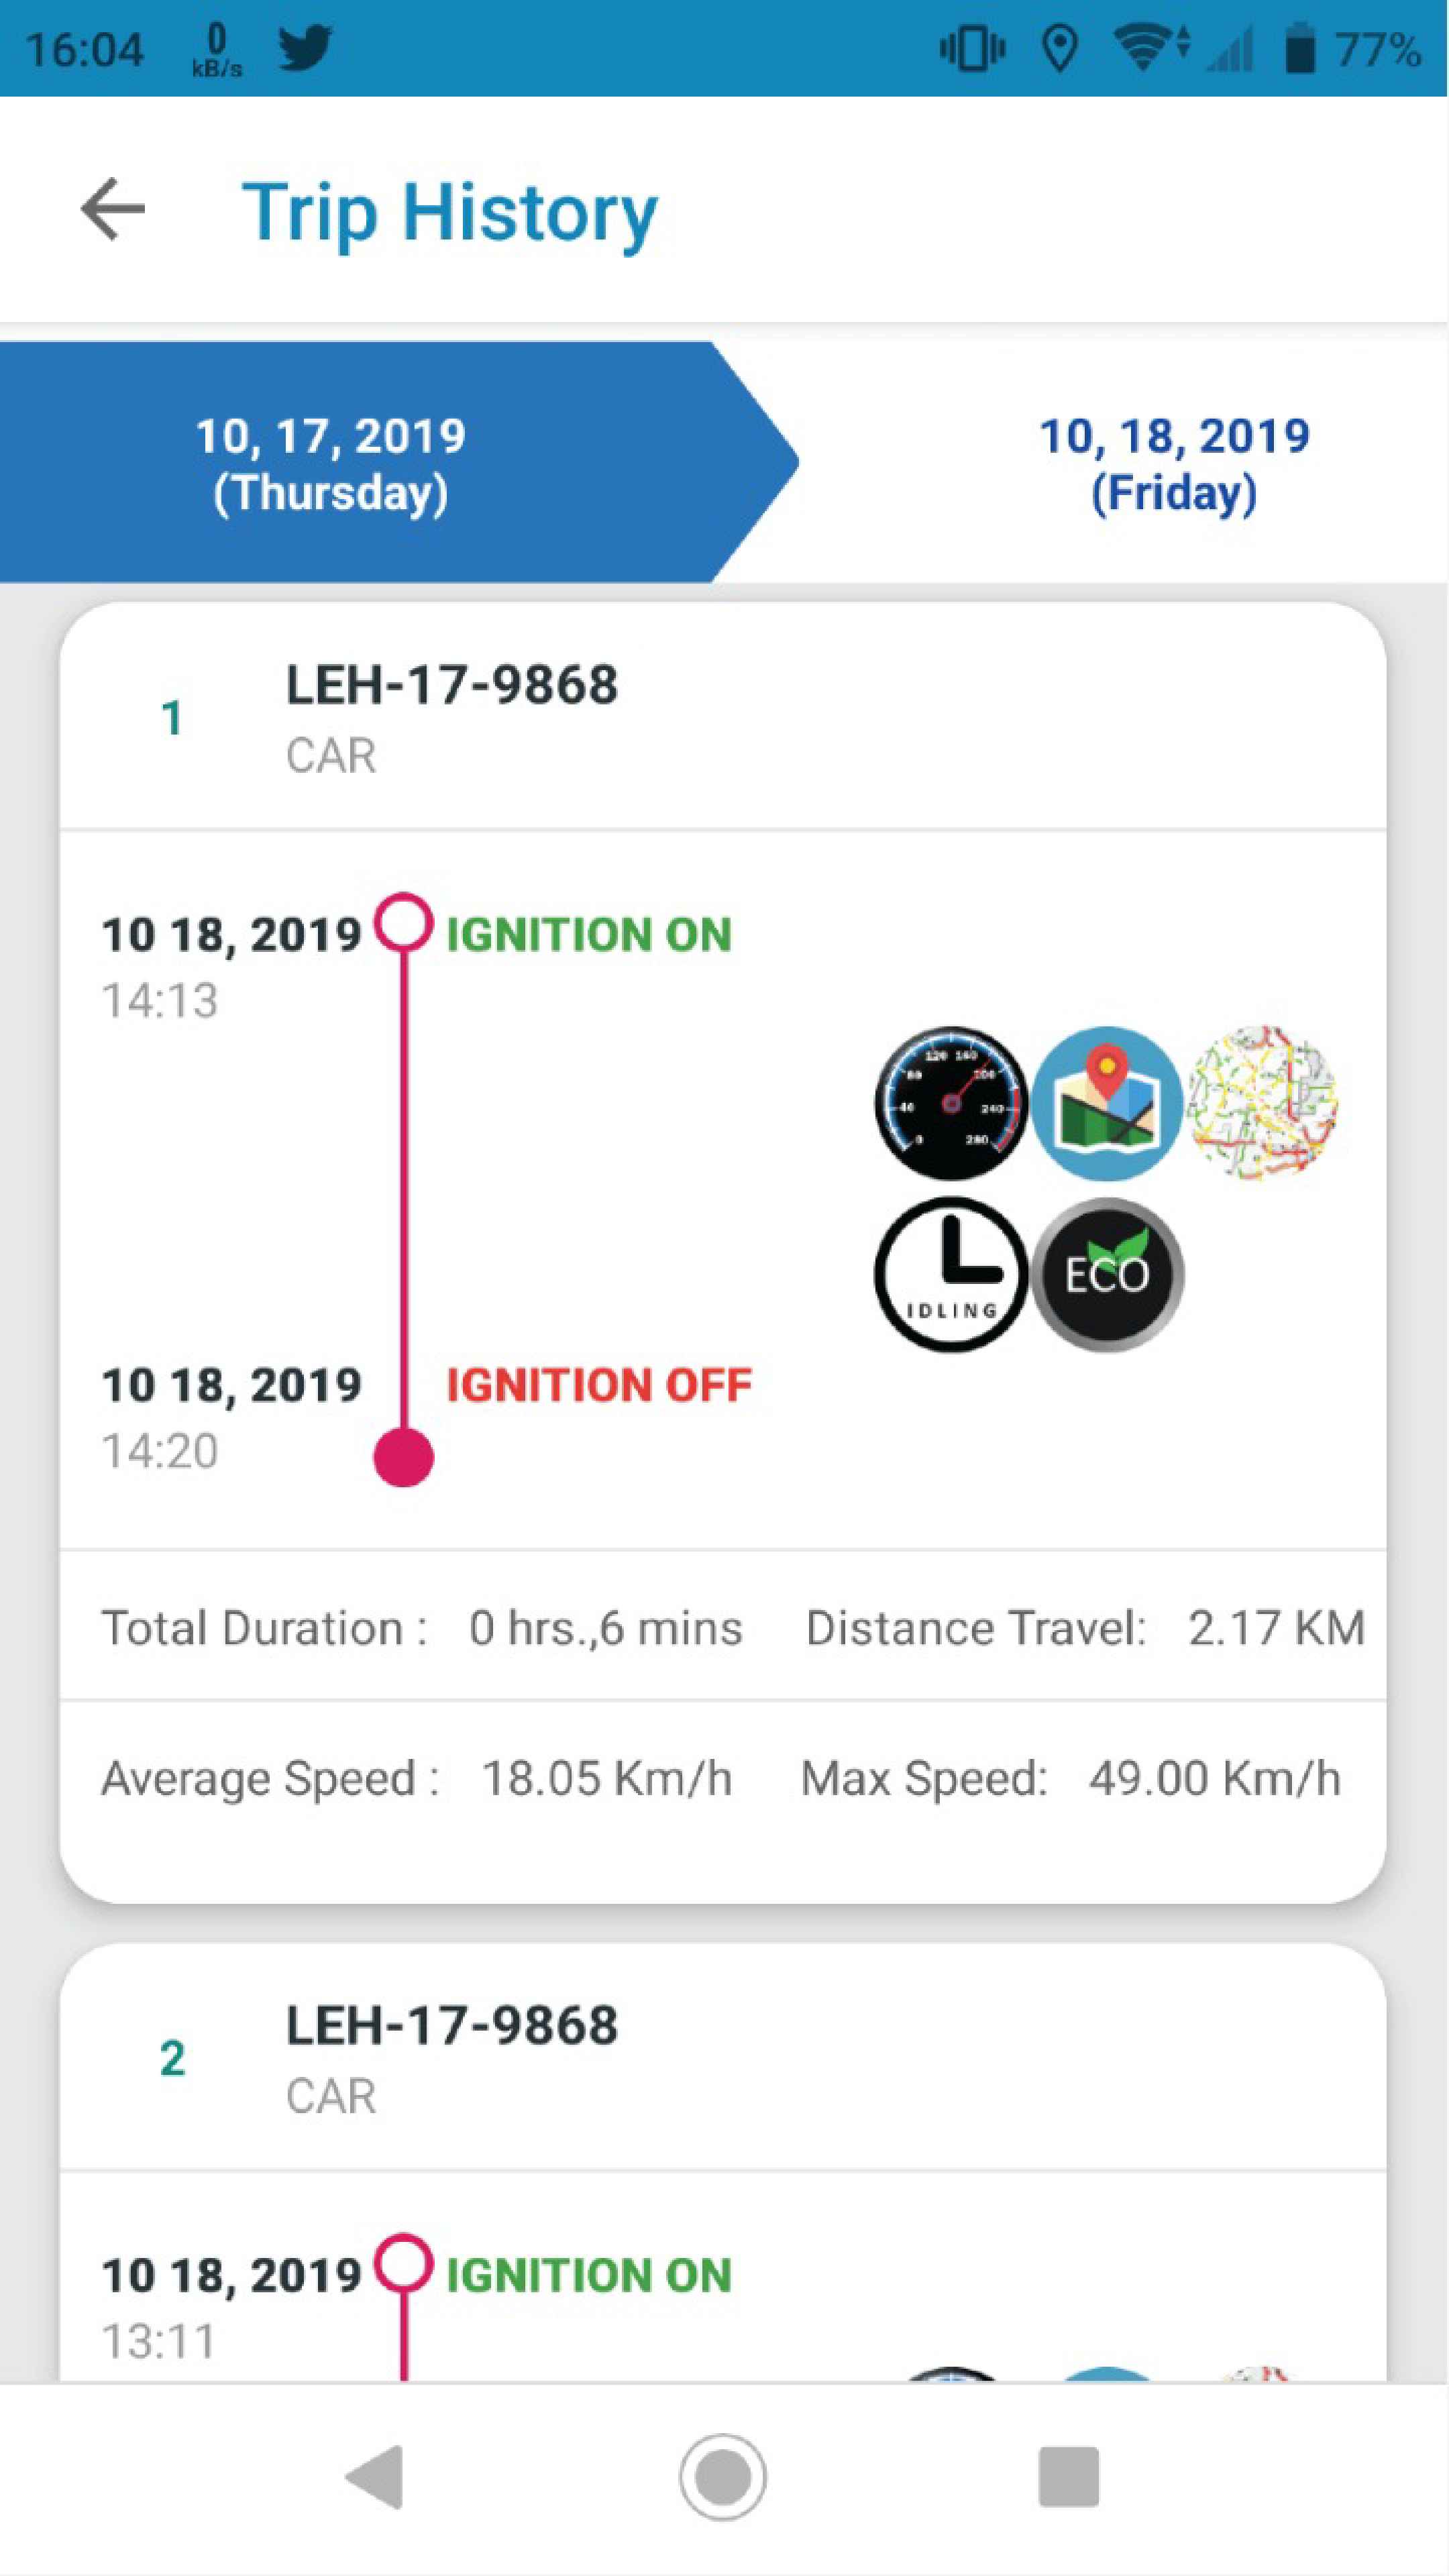 16:04 0 kB/s 77%
Trip History
10, 17, 2019 10, 18, 2019
(Thursday) (Friday)
1 LEH-17-9868
CAR
10 18, 2019 IGNITION ON
14:13
0 40 80 120 160 200 240 280
IDLING ECO
10 18, 2019 IGNITION OFF
14:20
Total Duration : 0 hrs.,6 mins Distance Travel: 2.17 KM
Average Speed : 18.05 Km/h Max Speed: 49.00 Km/h
2 LEH-17-9868
CAR
10 18, 2019 IGNITION ON
13:11